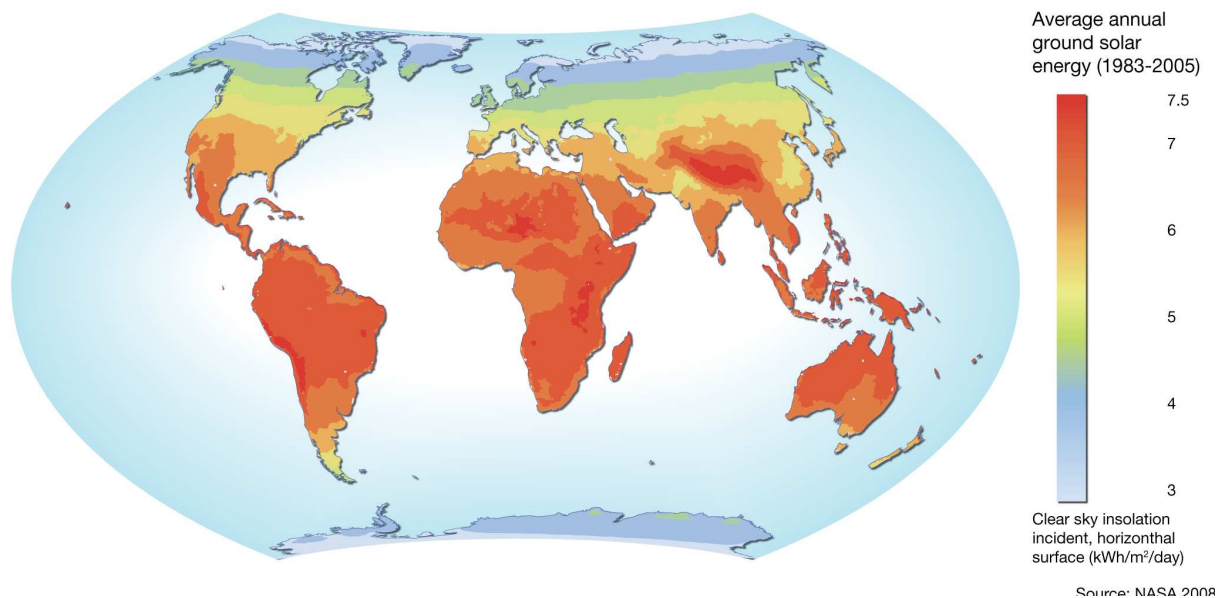 Average annual
ground solar
energy (1983-2005)
7.5
7
6
5
4
3
Clear sky insolation
incident, horizonthal
surface (kWh/m²/day)
Source: NASA 2008